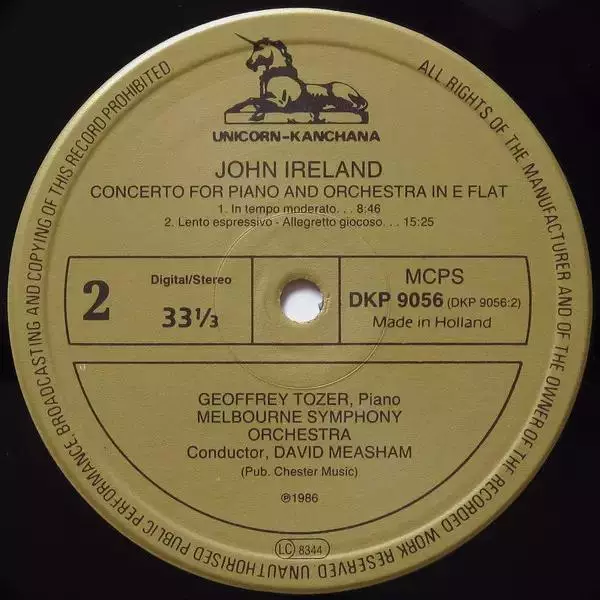 UNICORN-KANCHANA
JOHN IRELAND
CONCERTO FOR PIANO AND ORCHESTRA IN E FLAT
1. In tempo moderato. . . 8:46
2. Lento espressivo - Allegretto giocoso. . . 15:25
2
Digital/Stereo
33⅓
MCPS
DKP 9056 (DKP 9056:2)
Made in Holland
GEOFFREY TOZER, Piano
MELBOURNE SYMPHONY
ORCHESTRA
Conductor, DAVID MEASHAM
(Pub. Chester Music)
℗1986
LC 8344
ALL RIGHTS OF THE MANUFACTURER AND OF THE OWNER OF THE RECORDED WORK RESERVED. UNAUTHORISED PUBLIC PERFORMANCE, BROADCASTING AND COPYING OF THIS RECORD PROHIBITED